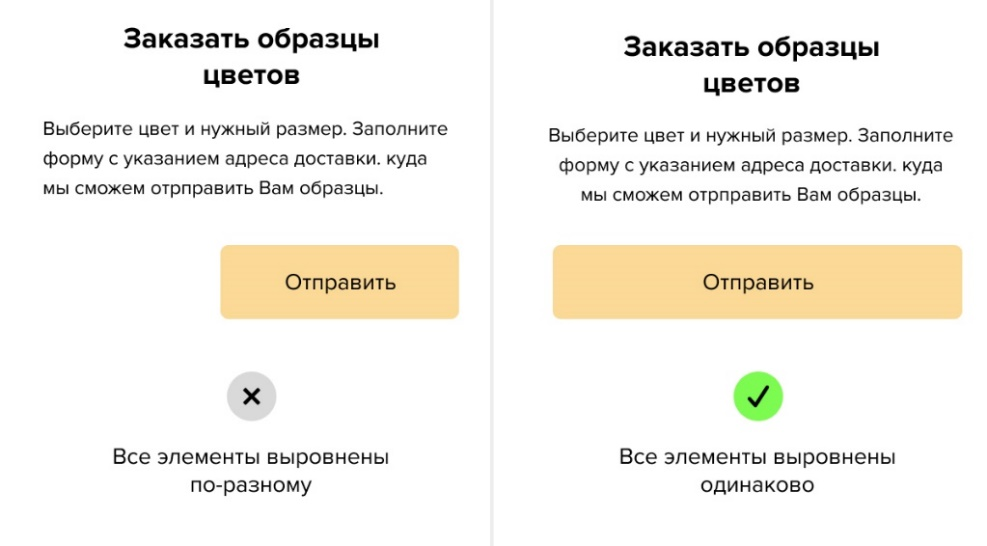 Заказать образцы
цветов
Выберите цвет и нужный размер. Заполните
форму с указанием адреса доставки. куда
мы сможем отрправить Вам образцы.
Отправить
Все элементы выровнены
по-разному
Заказать образцы
цветов
Выберите цвет и нужный размер. Заполните
форму с указанием адреса доставки. куда
мы сможем отрправить Вам образцы.
Отправить
Все элементы выровнены
одинаково